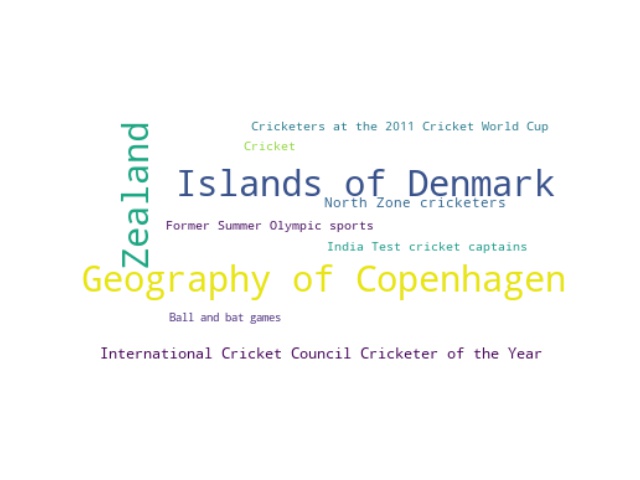 Cricketers at the 2011 Cricket World Cup
Cricket
Zealand
Islands of Denmark
North Zone cricketers
Former Summer Olympic sports
India Test cricket captains
Geography of Copenhagen
Ball and bat games
International Cricket Council Cricketer of the Year